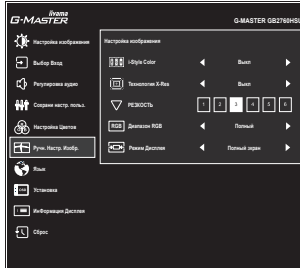 iiyama
G-MASTER
G-MASTER GB2760HSU
Настройка изображения
Выбор Вход
Регулировка аудио
Сохрани настр. польз.
Настройка Цветов
Ручн. Настр. Изобр.
Язык
Установка
Информация Дисплея
Сброс
Настройка изображения
i-Style Color
Выкл
Технология X-Res
Выкл
РЕЗКОСТЬ
1 2 3 4 5 6
RGB
Диапазон RGB
Полный
Режим Дисплея
Полный экран